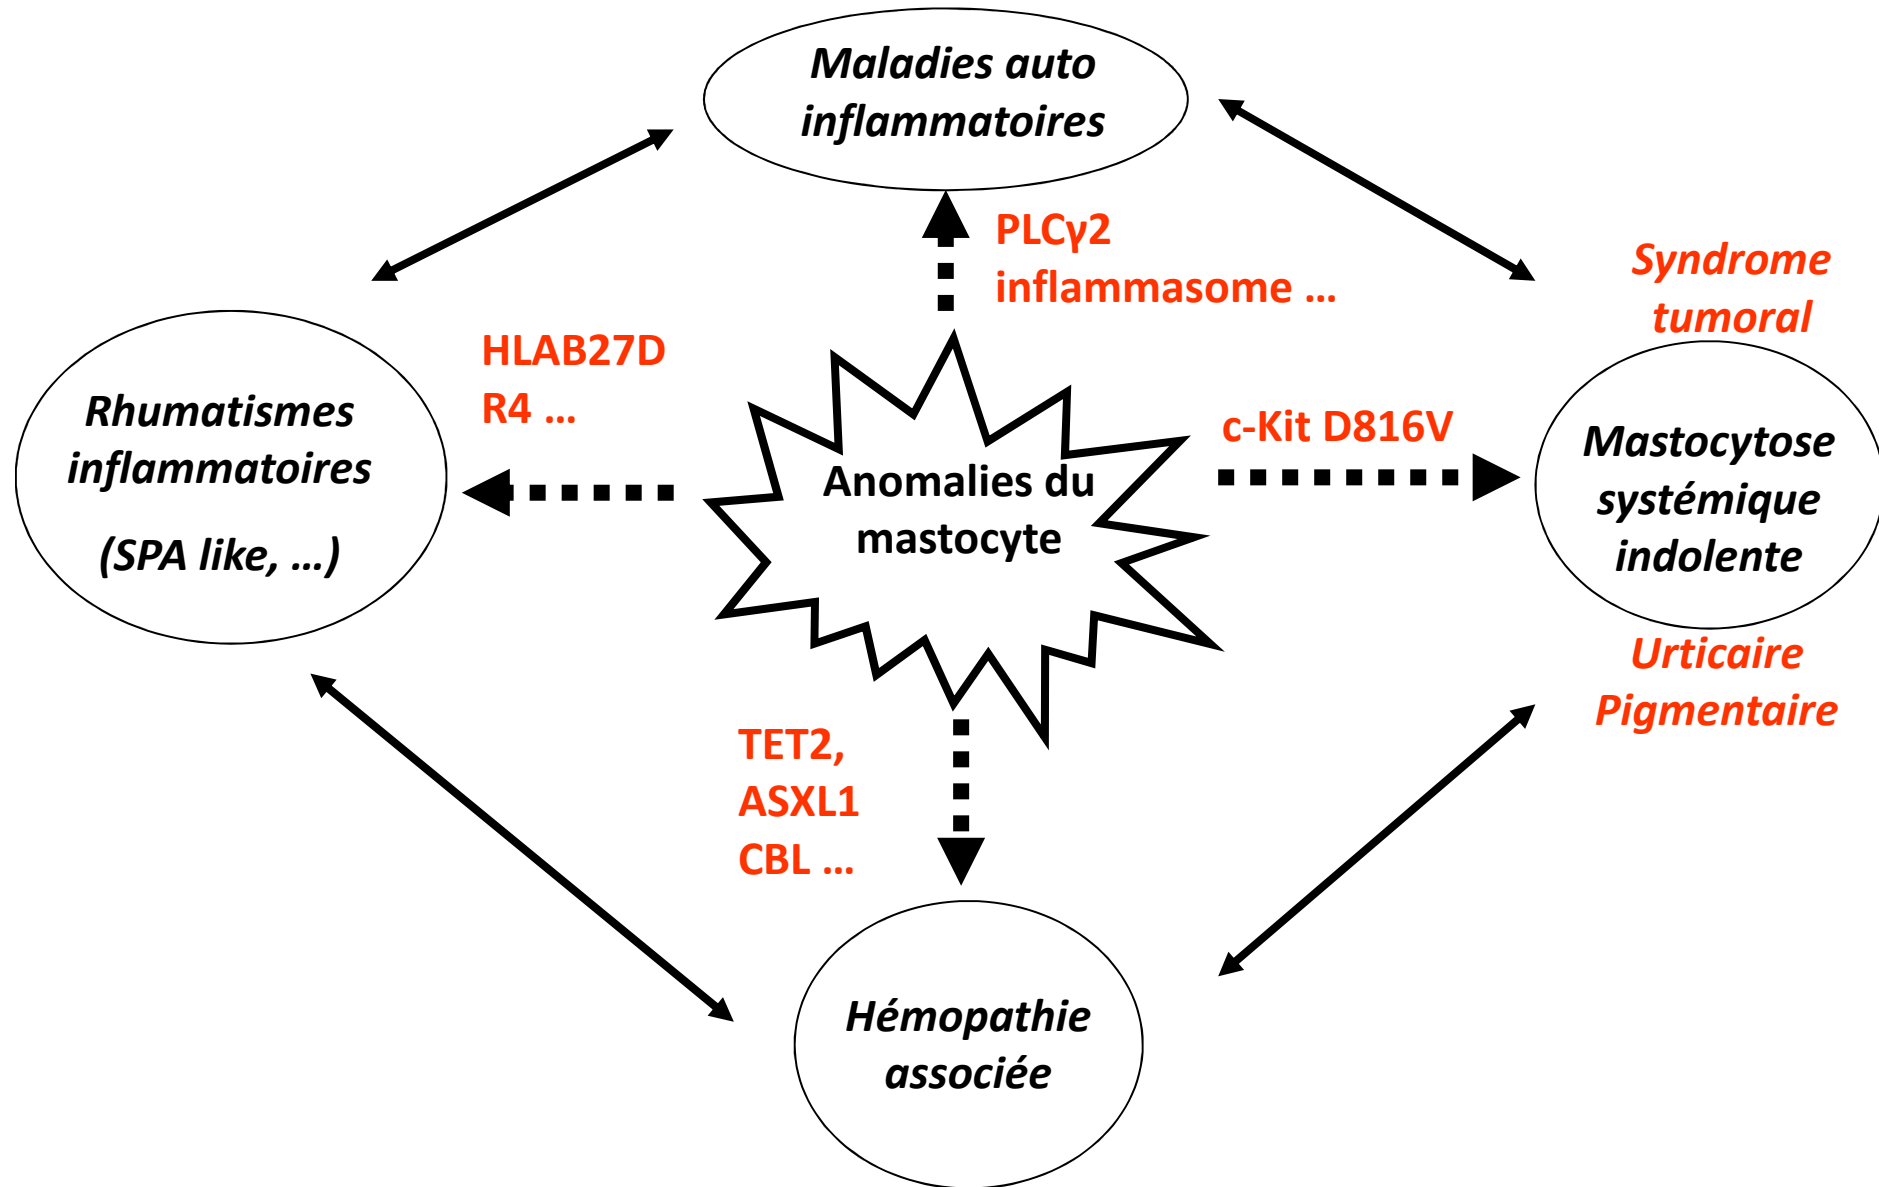 Maladies auto
inflammatoires
PLCγ2
inflammasome ...
Syndrome
tumoral
HLAB27D
R4 ...
Rhumatismes
inflammatoires
(SPA like, ...)
Anomalies du
mastocyte
c-Kit D816V
Mastocytose
systémique
indolente
Urticaire
Pigmentaire
TET2,
ASXL1
CBL ...
Hémopathie
associée